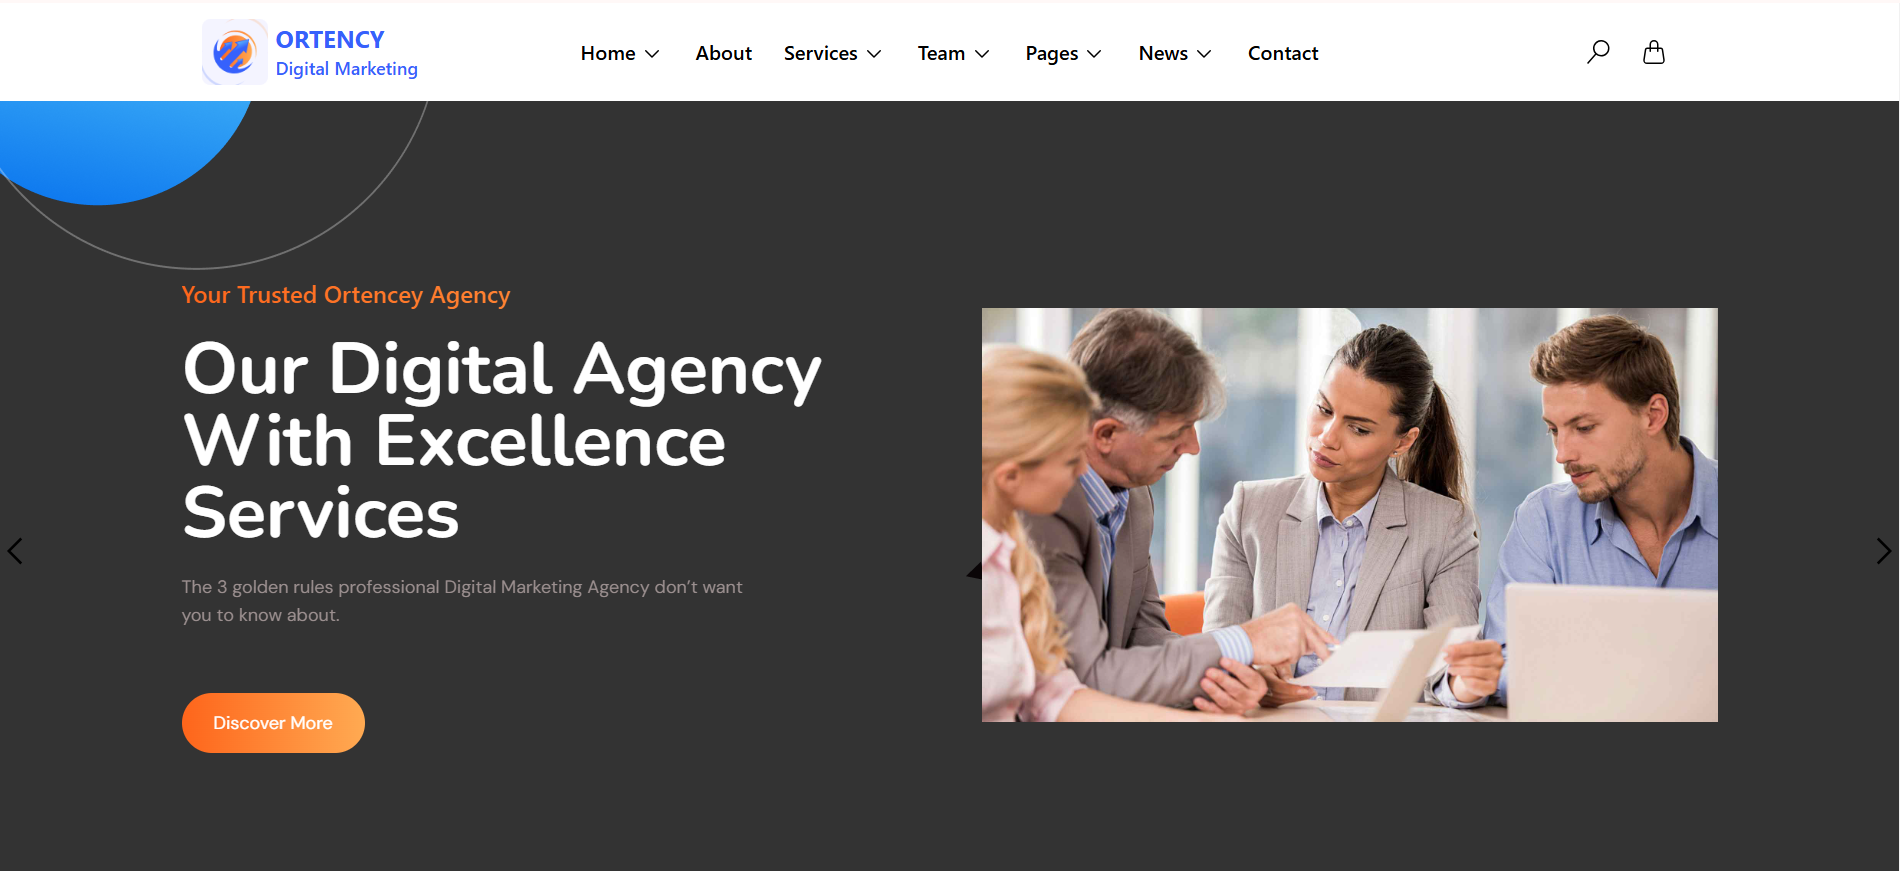 ORTENCY
Digital Marketing
Home
About
Services
Team
Pages
News
Contact
Your Trusted Ortencey Agency
Our Digital Agency
With Excellence
Services
The 3 golden rules professional Digital Marketing Agency don’t want
you to know about.
Discover More